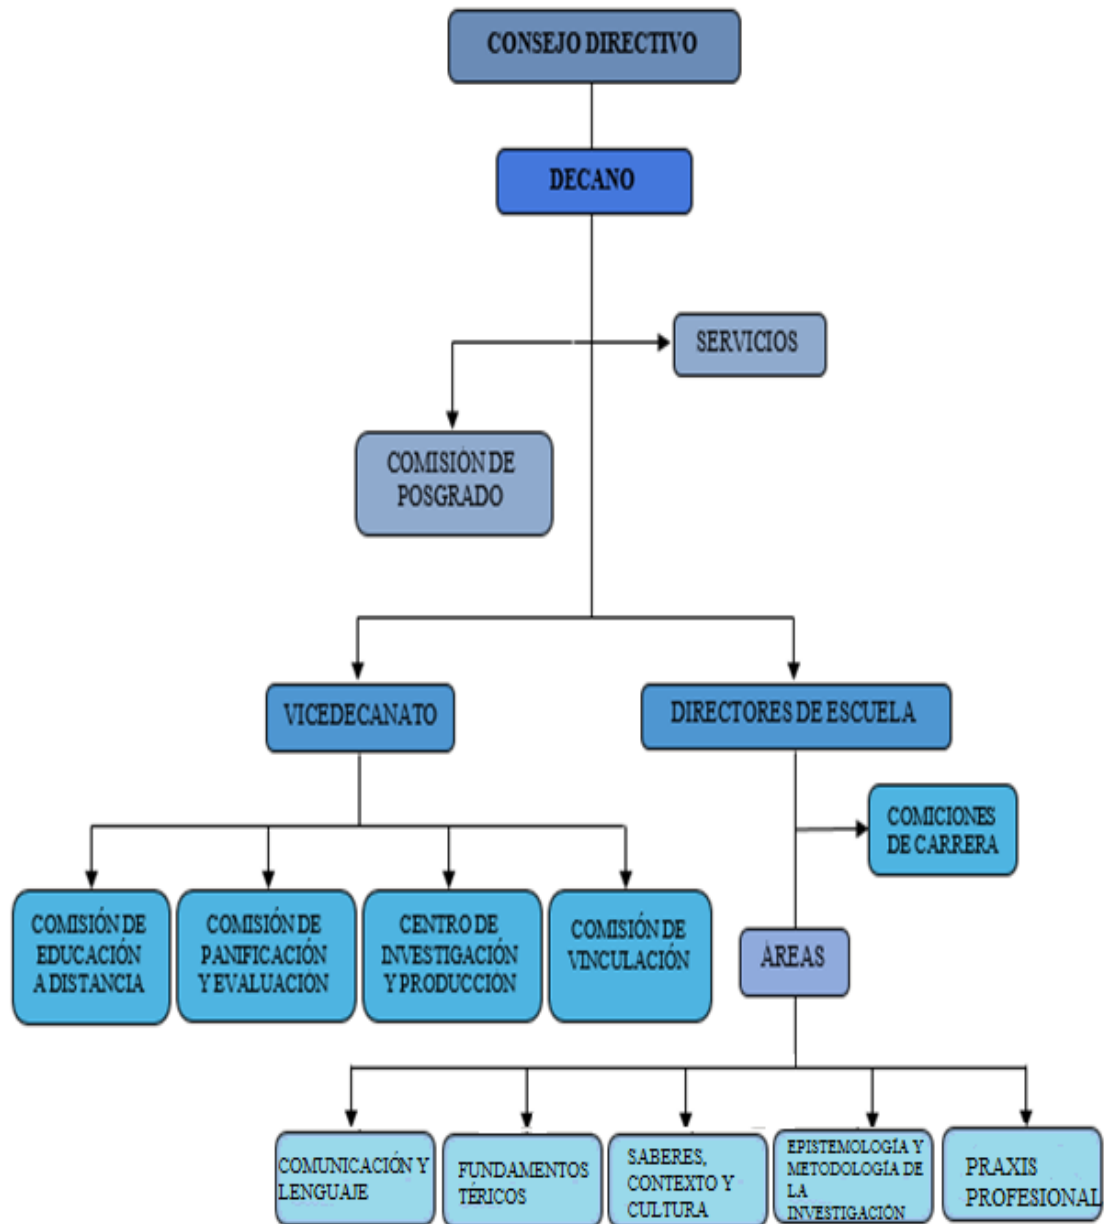 CONSEJO DIRECTIVO
DECANO
SERVICIOS
COMISIÓN DE
POSGRADO
VICEDECANATO
DIRECTORES DE ESCUELA
COMICIONES
DE CARRERA
COMISIÓN DE
EDUCACIÓN
A DISTANCIA
COMISIÓN DE
PANIFICACIÓN
Y EVALUACIÓN
CENTRO DE
INVESTIGACIÓN
Y PRODUCCIÓN
COMISIÓN DE
VINCULACIÓN
ÁREAS
COMUNICACIÓN Y
LENGUAJE
FUNDAMENTOS
TÉRICOS
SABERES,
CONTEXTO Y
CULTURA
EPISTEMOLOGÍA Y
METODOLOGÍA DE
LA
INVESTIGACIÓN
PRAXIS
PROFESIONAL